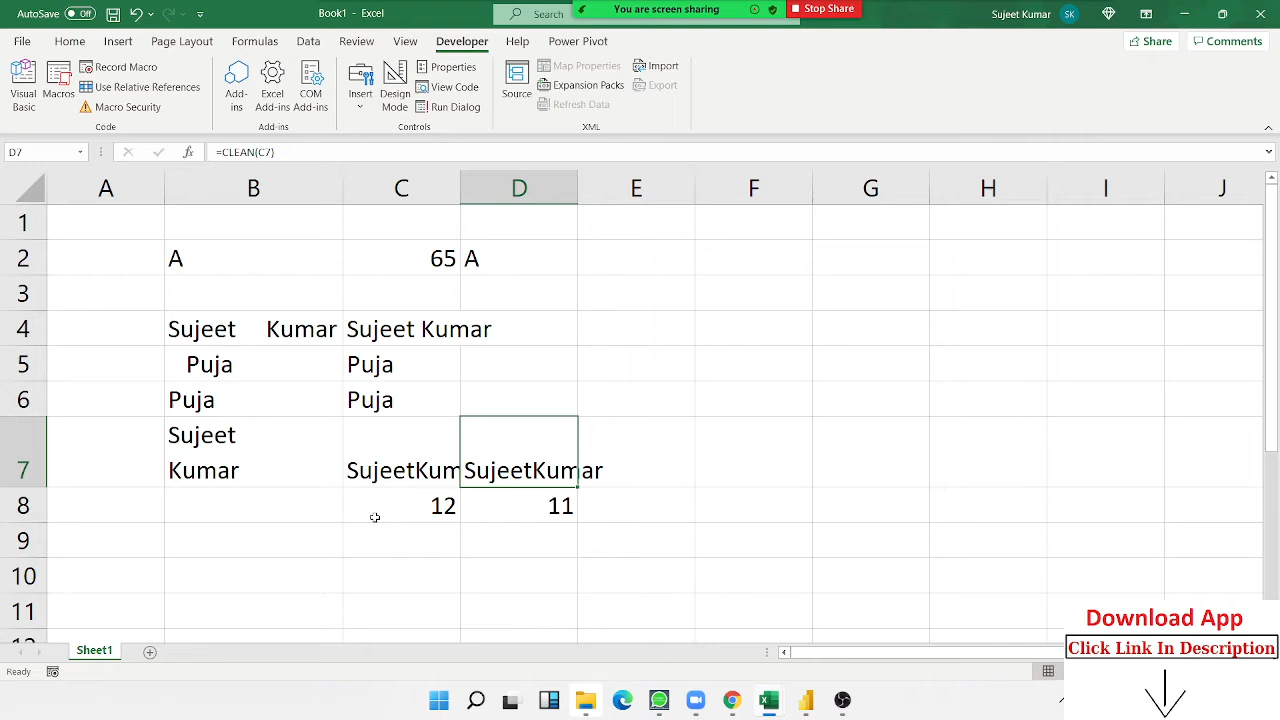 AutoSave Off Book1 - Excel Search You are screen sharing Stop Share Sujeet Kumar SK
File Home Insert Page Layout Formulas Data Review View Developer Help Power Pivot Share Comments
Visual Basic
Macros
Record Macro
Use Relative References
Macro Security
Code
Add-ins
Excel Add-ins
COM Add-ins
Add-ins
Insert
Design Mode
Properties
View Code
Run Dialog
Controls
Source
Map Properties
Expansion Packs
Refresh Data
Import
Export
XML
D7 fx =CLEAN(C7)
A B C D E F G H I J
1
2 A 65 A
3
4 Sujeet Kumar Sujeet Kumar
5 Puja Puja
6 Puja Puja
Sujeet
7 Kumar SujeetKum SujeetKumar
8 12 11
9
10
11
Download App
Click Link In Description
Sheet1
Ready